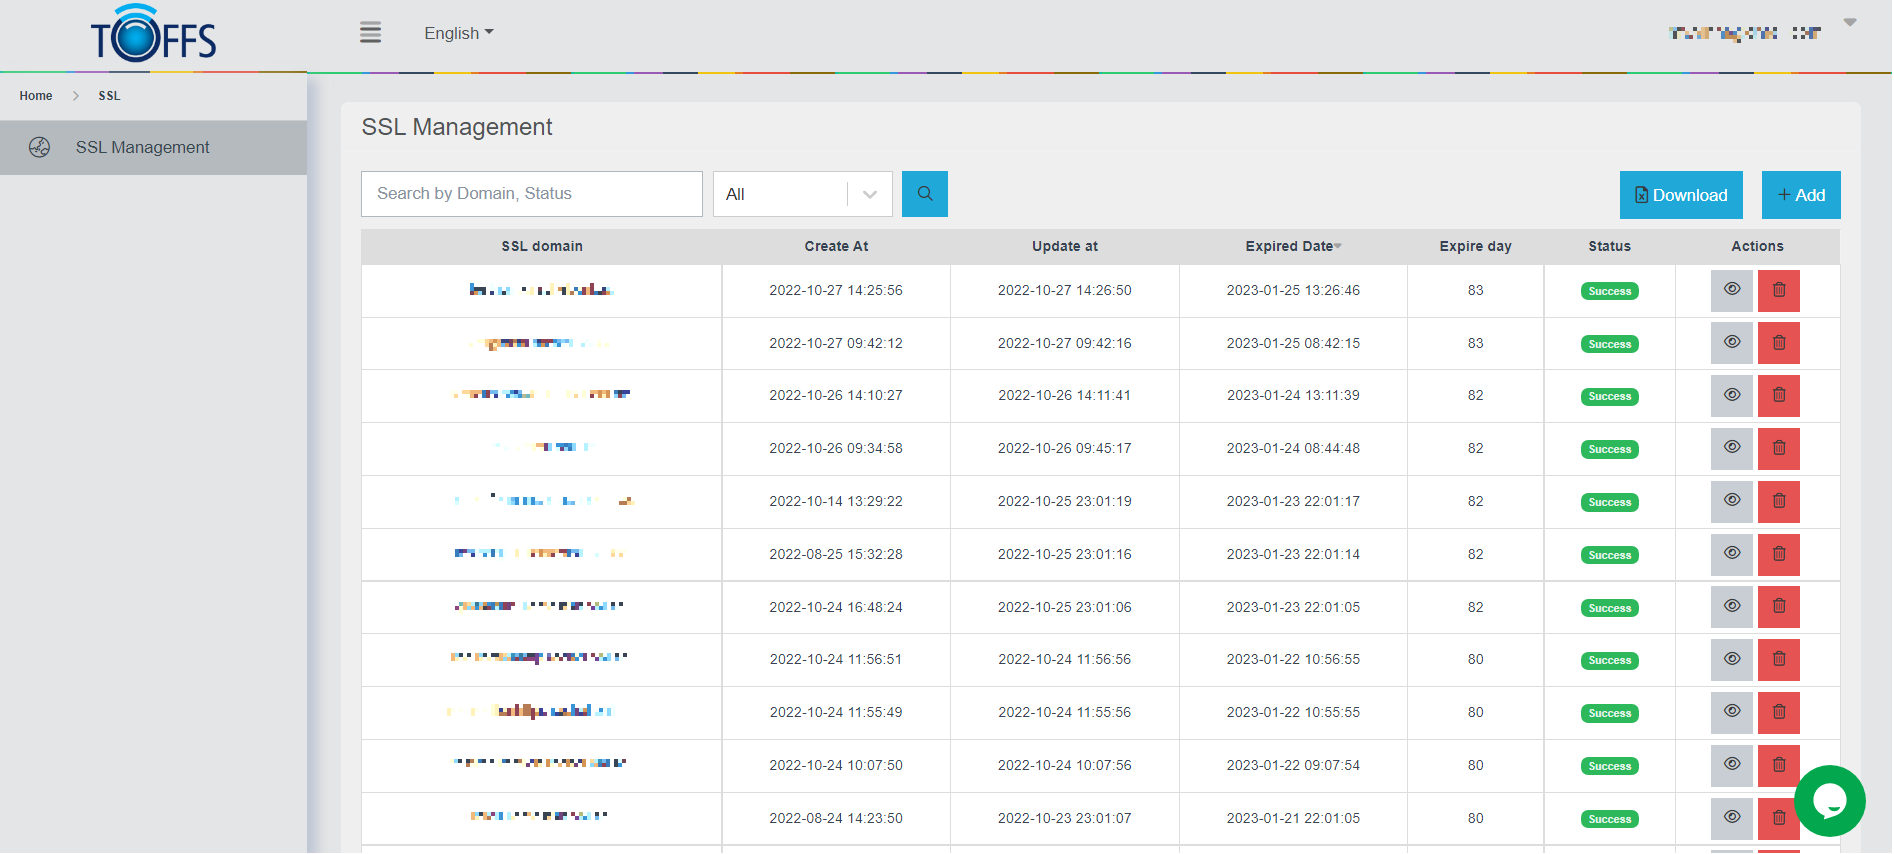 TOFFS
English
Home > SSL
SSL Management
SSL Management
Search by Domain, Status
All
Download
+ Add
SSL domain Create At Update at Expired Date Expire day Status Actions
2022-10-27 14:25:56 2022-10-27 14:26:50 2023-01-25 13:26:46 83 Success
2022-10-27 09:42:12 2022-10-27 09:42:16 2023-01-25 08:42:15 83 Success
2022-10-26 14:10:27 2022-10-26 14:11:41 2023-01-24 13:11:39 82 Success
2022-10-26 09:34:58 2022-10-26 09:45:17 2023-01-24 08:44:48 82 Success
2022-10-14 13:29:22 2022-10-25 23:01:19 2023-01-23 22:01:17 82 Success
2022-08-25 15:32:28 2022-10-25 23:01:16 2023-01-23 22:01:14 82 Success
2022-10-24 16:48:24 2022-10-25 23:01:06 2023-01-23 22:01:05 82 Success
2022-10-24 11:56:51 2022-10-24 11:56:56 2023-01-22 10:56:55 80 Success
2022-10-24 11:55:49 2022-10-24 11:55:56 2023-01-22 10:55:55 80 Success
2022-10-24 10:07:50 2022-10-24 10:07:56 2023-01-22 09:07:54 80 Success
2022-08-24 14:23:50 2022-10-23 23:01:07 2023-01-21 22:01:05 80 Success